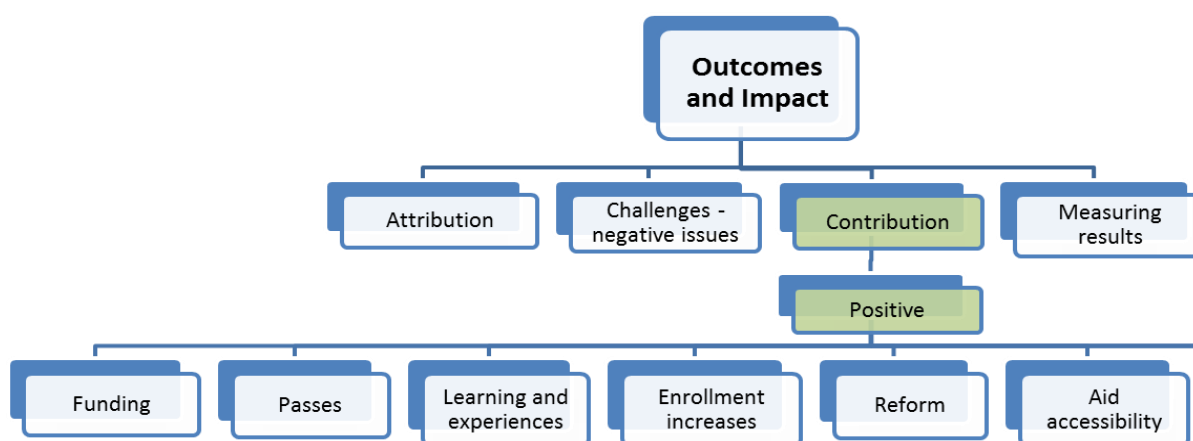 Outcomes
and Impact
Attribution
Challenges -
negative issues
Contribution
Measuring
results
Positive
Funding
Passes
Learning and
experiences
Enrollment
increases
Reform
Aid
accessibility